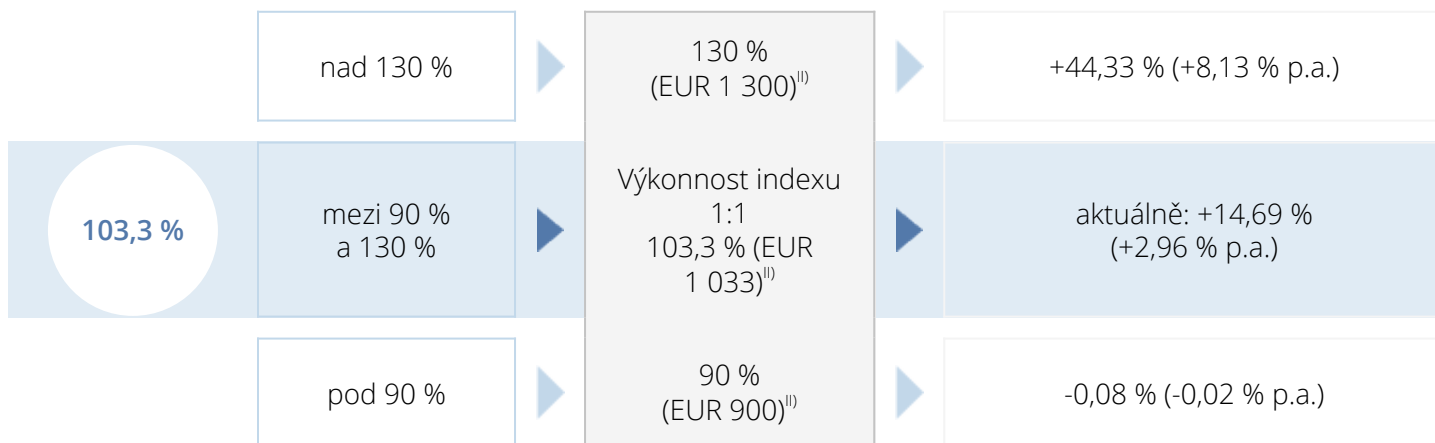 nad 130 %
130 %
(EUR 1 300)II)
+44,33 % (+8,13 % p.a.)
103,3 %
mezi 90 %
a 130 %
Výkonnost indexu
1:1
103,3 % (EUR
1 033)II)
aktuálně: +14,69 %
(+2,96 % p.a.)
pod 90 %
90 %
(EUR 900)II)
-0,08 % (-0,02 % p.a.)